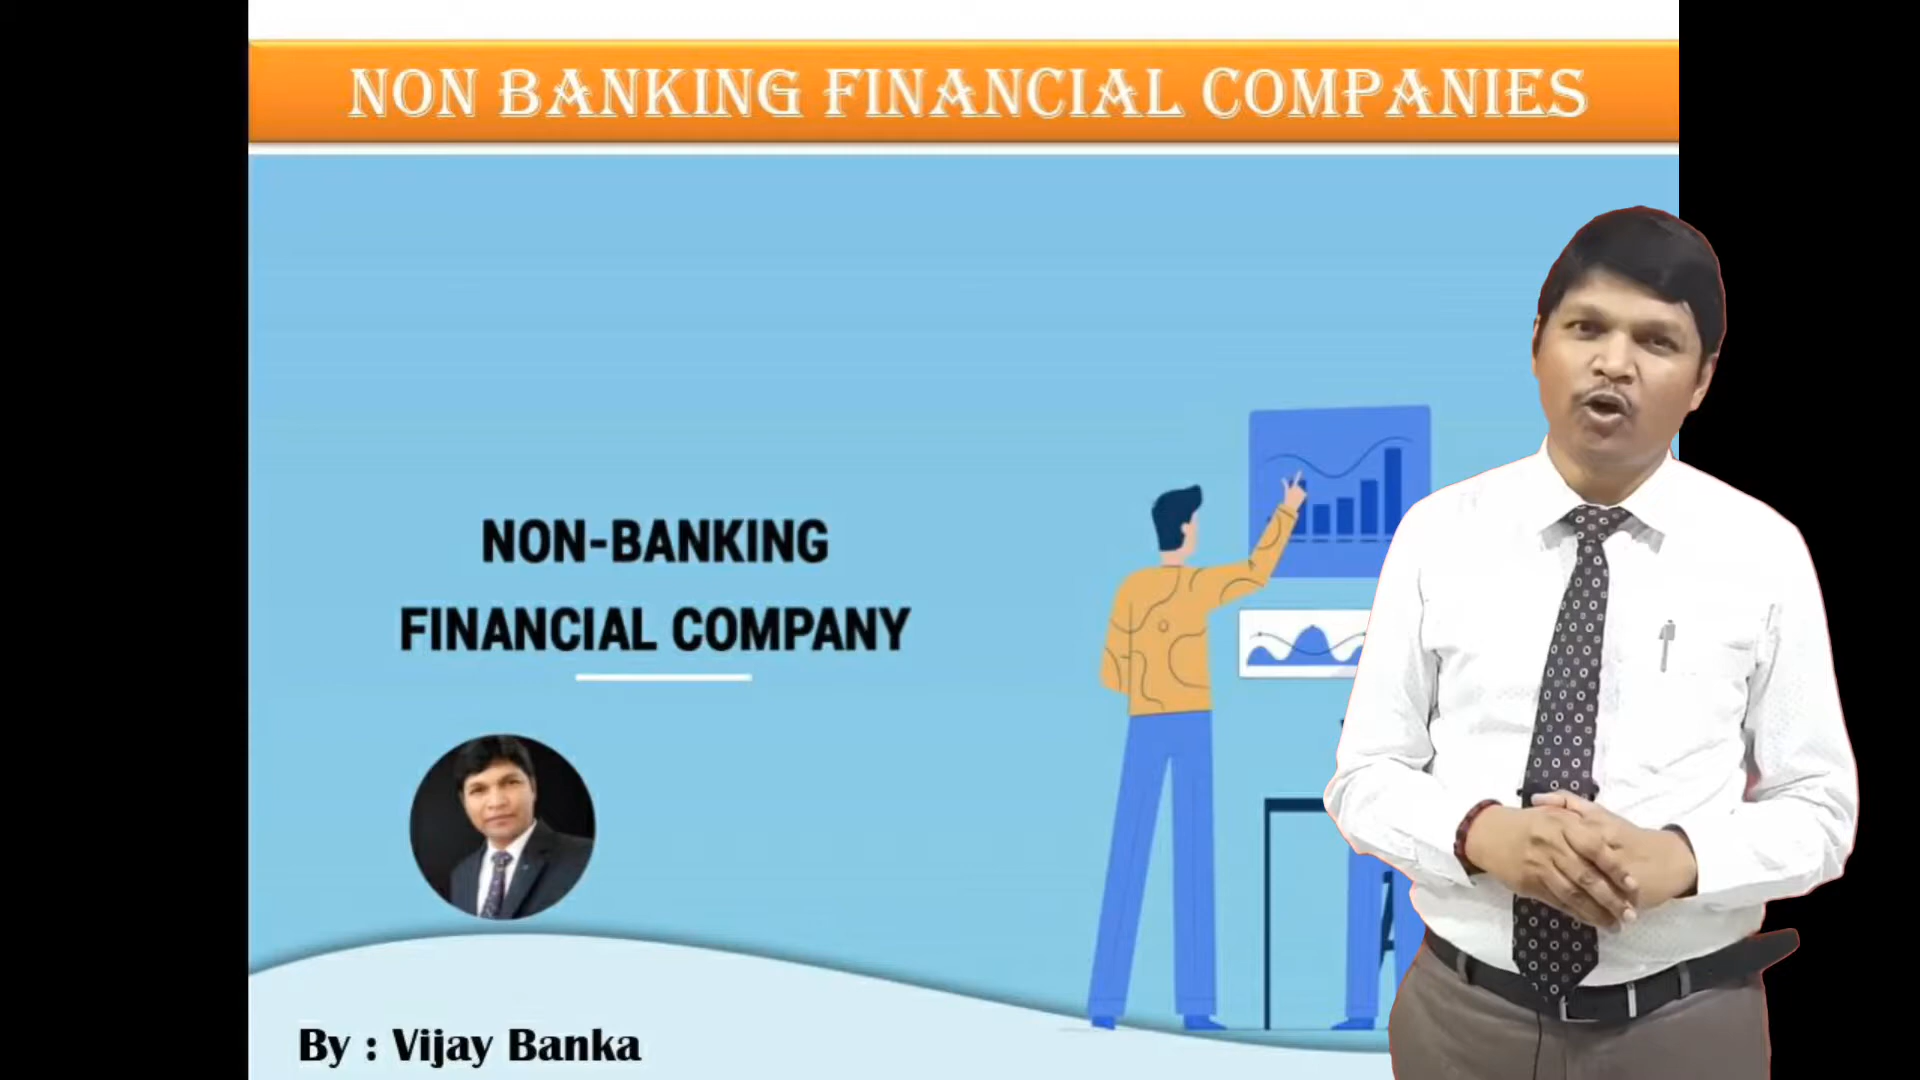 NON BANKING FINANCIAL COMPANIES
NON-BANKING
FINANCIAL COMPANY
By : Vijay Banka